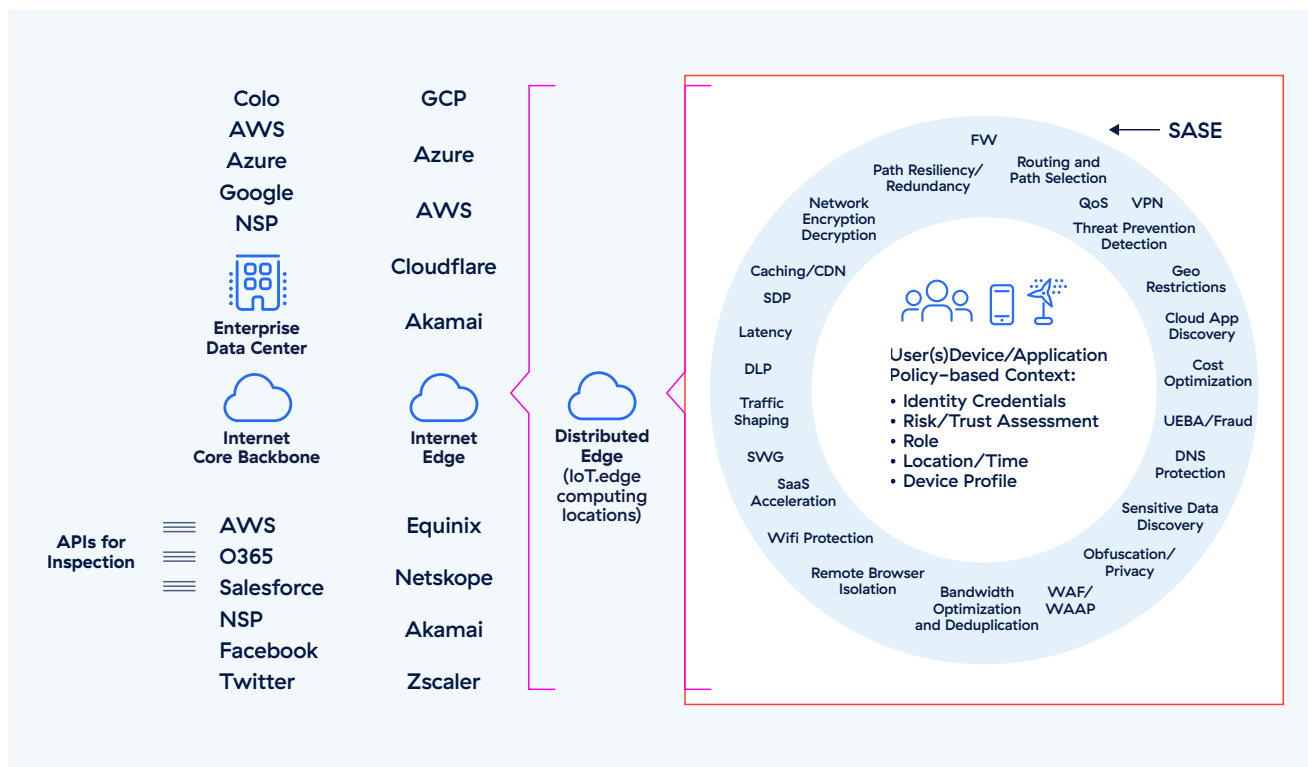 Colo
AWS
Azure
Google
NSP
Enterprise
Data Center
Internet
Core Backbone
APIs for
Inspection
AWS
O365
Salesforce
NSP
Facebook
Twitter
GCP
Azure
AWS
Cloudflare
Akamai
Internet
Edge
Equinix
Netskope
Akamai
Zscaler
Distributed
Edge
(IoT.edge
computing
locations)
SASE
FW
Routing and
Path Selection
QoS
VPN
Threat Prevention
Detection
Geo
Restrictions
Cloud App
Discovery
Cost
Optimization
UEBA/Fraud
DNS
Protection
Sensitive Data
Discovery
Obfuscation/
Privacy
WAF/
WAAP
Bandwidth
Optimization
and Deduplication
Remote Browser
Isolation
Wifi Protection
SaaS
Acceleration
SWG
Traffic
Shaping
DLP
Latency
SDP
Caching/CDN
Network
Encryption
Decryption
Path Resiliency/
Redundancy
User(s)Device/Application
Policy-based Context:
• Identity Credentials
• Risk/Trust Assessment
• Role
• Location/Time
• Device Profile